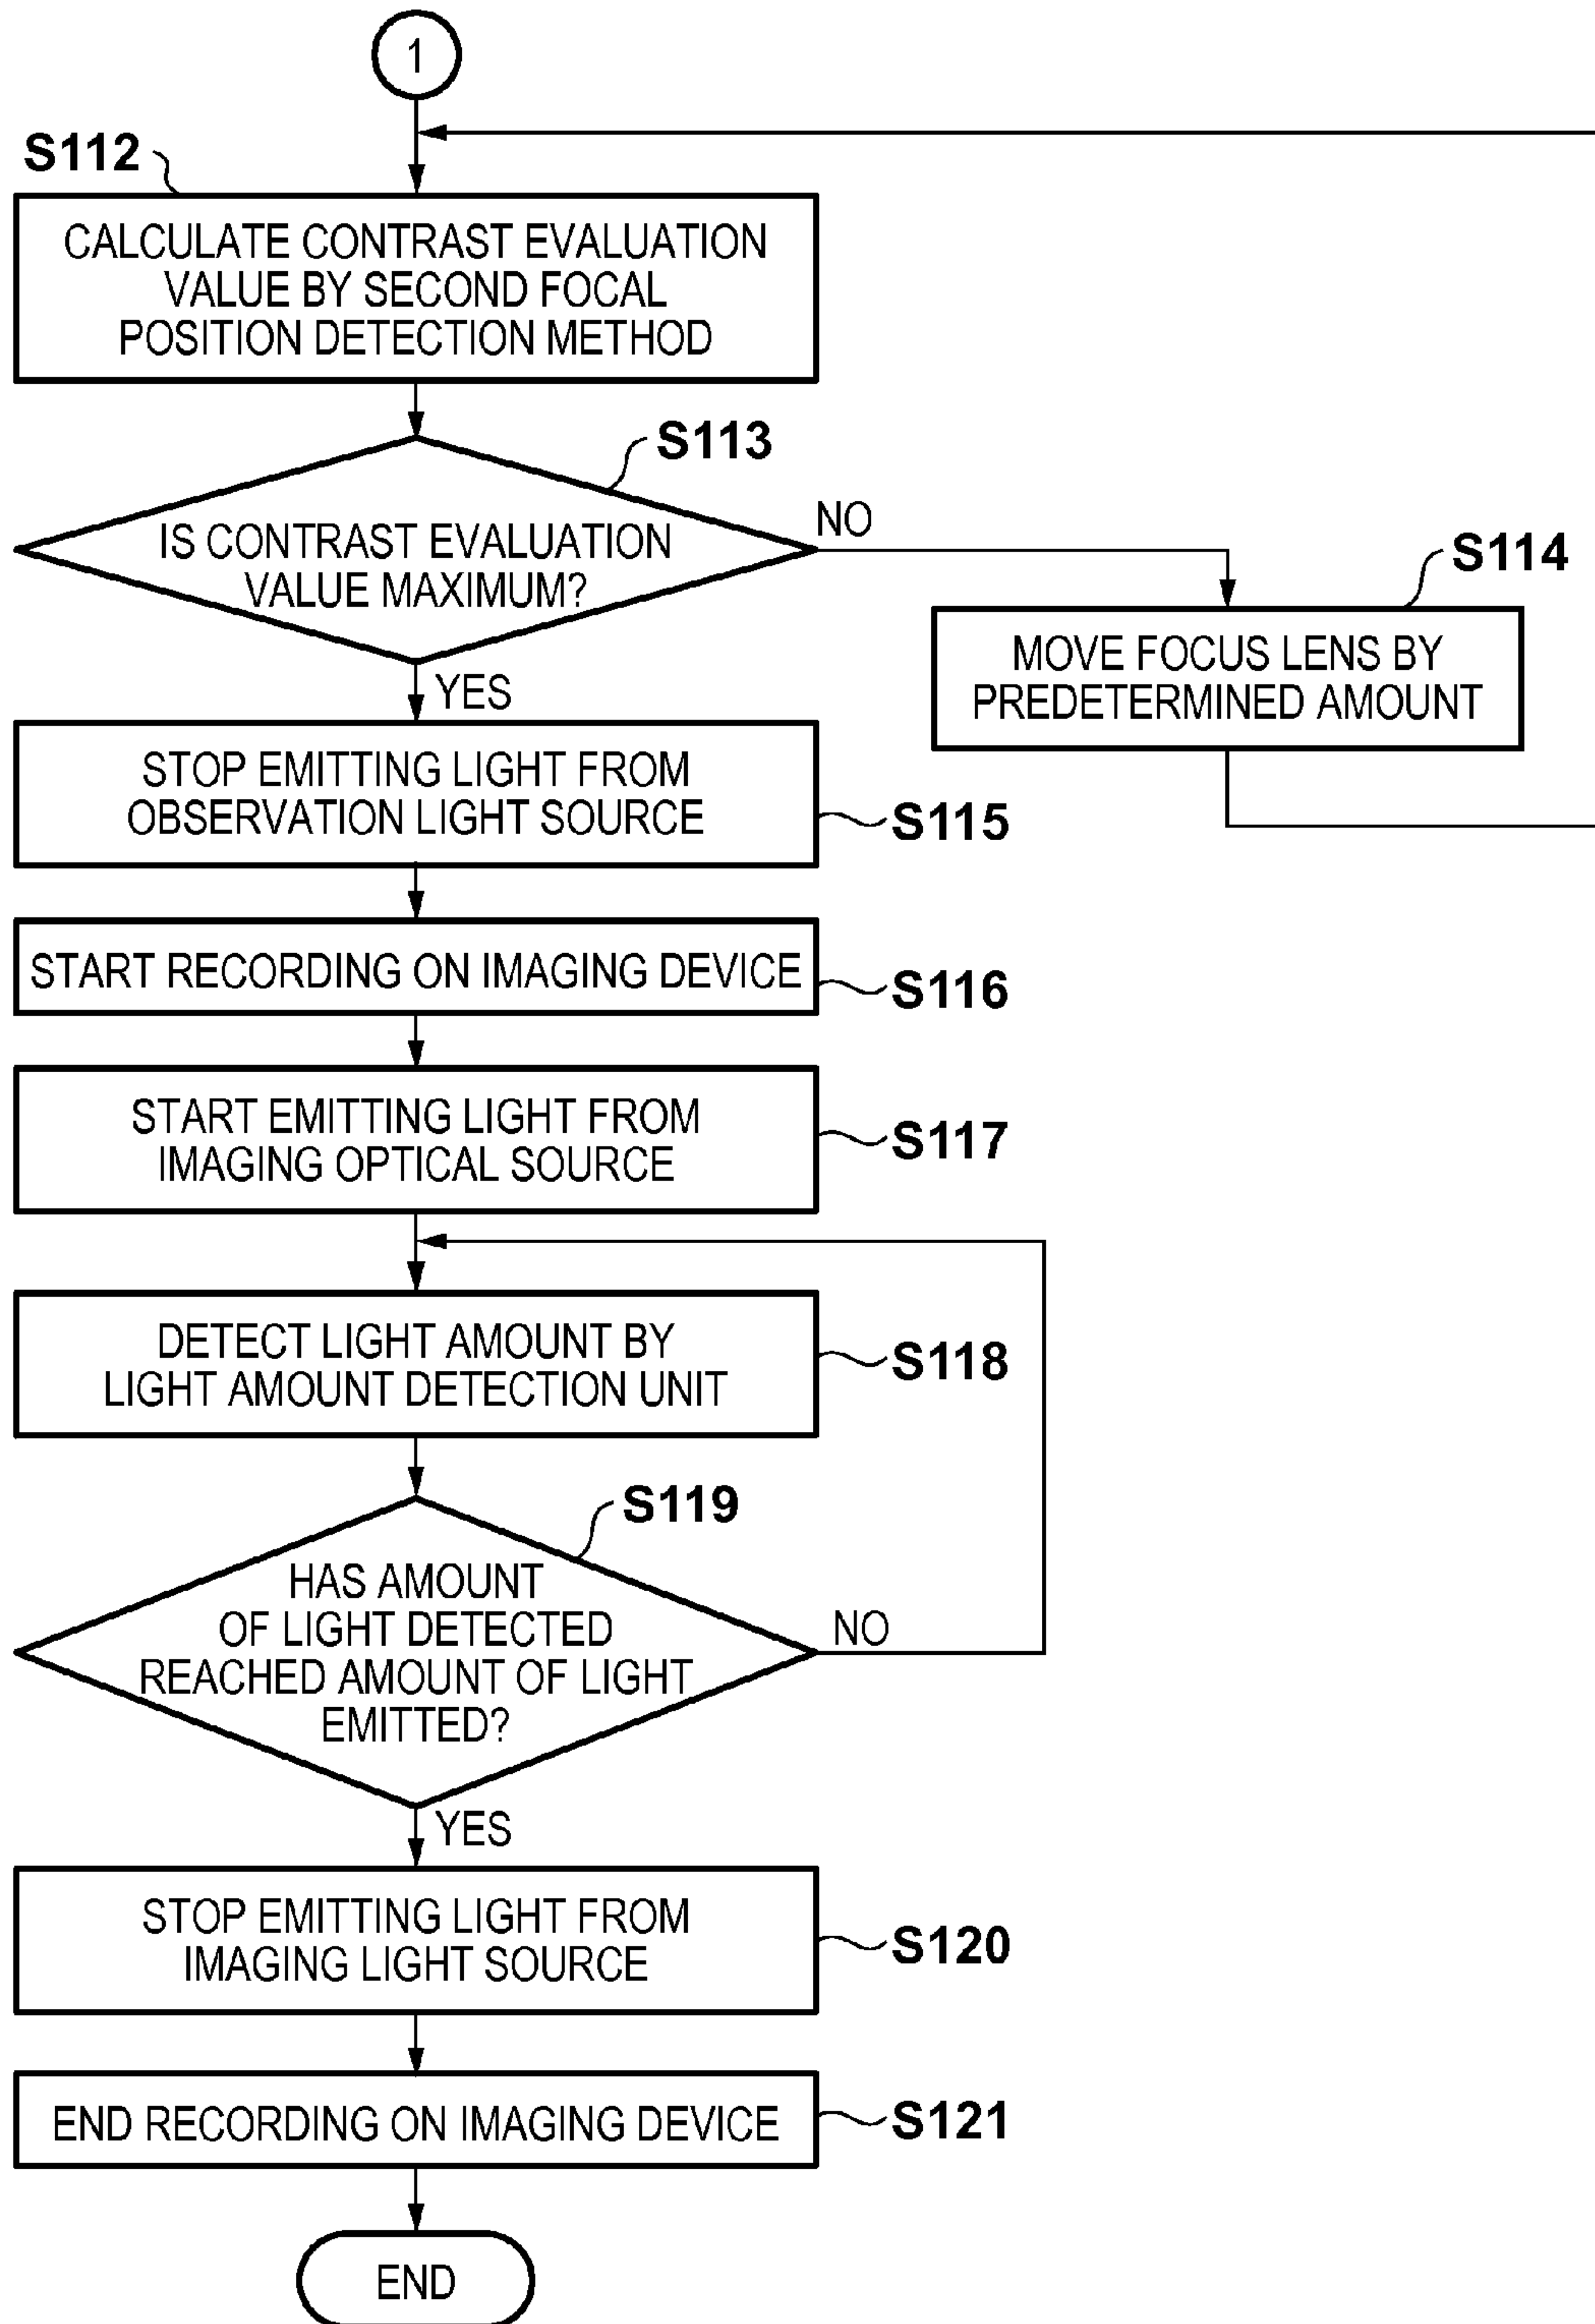 1
S112
CALCULATE CONTRAST EVALUATION
VALUE BY SECOND FOCAL
POSITION DETECTION METHOD
S113
IS CONTRAST EVALUATION
VALUE MAXIMUM?
NO
S114
MOVE FOCUS LENS BY
PREDETERMINED AMOUNT
YES
STOP EMITTING LIGHT FROM
OBSERVATION LIGHT SOURCE
S115
START RECORDING ON IMAGING DEVICE
S116
START EMITTING LIGHT FROM
IMAGING OPTICAL SOURCE
S117
DETECT LIGHT AMOUNT BY
LIGHT AMOUNT DETECTION UNIT
S118
S119
HAS AMOUNT
OF LIGHT DETECTED
REACHED AMOUNT OF LIGHT
EMITTED?
NO
YES
STOP EMITTING LIGHT FROM
IMAGING LIGHT SOURCE
S120
END RECORDING ON IMAGING DEVICE
S121
END